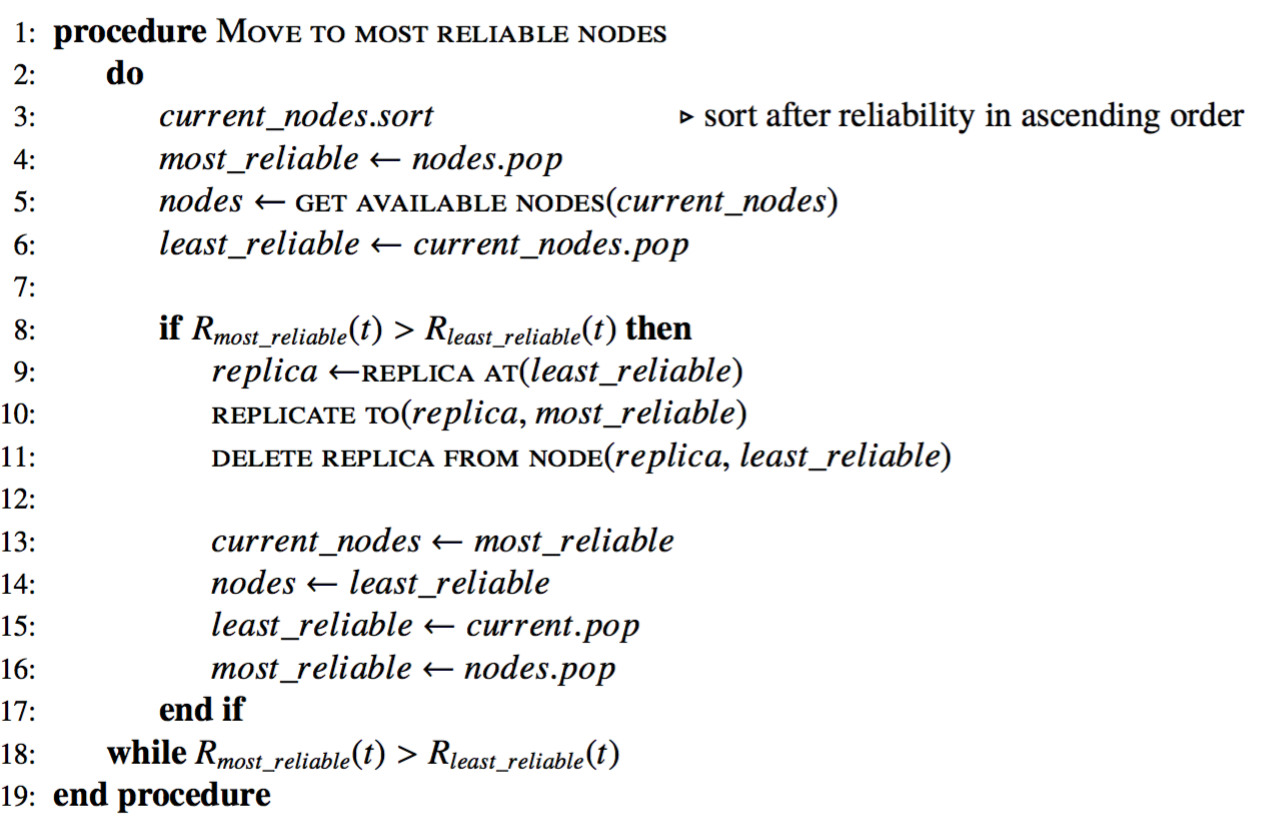 1: procedure Move to most reliable nodes
2: do
3: current_nodes.sort ▹ sort after reliability in ascending order
4: most_reliable ← nodes.pop
5: nodes ← get available nodes(current_nodes)
6: least_reliable ← current_nodes.pop
7:
8: if R_most_reliable(t) > R_least_reliable(t) then
9: replica ←replica at(least_reliable)
10: replicate to(replica, most_reliable)
11: delete replica from node(replica, least_reliable)
12:
13: current_nodes ← most_reliable
14: nodes ← least_reliable
15: least_reliable ← current.pop
16: most_reliable ← nodes.pop
17: end if
18: while R_most_reliable(t) > R_least_reliable(t)
19: end procedure